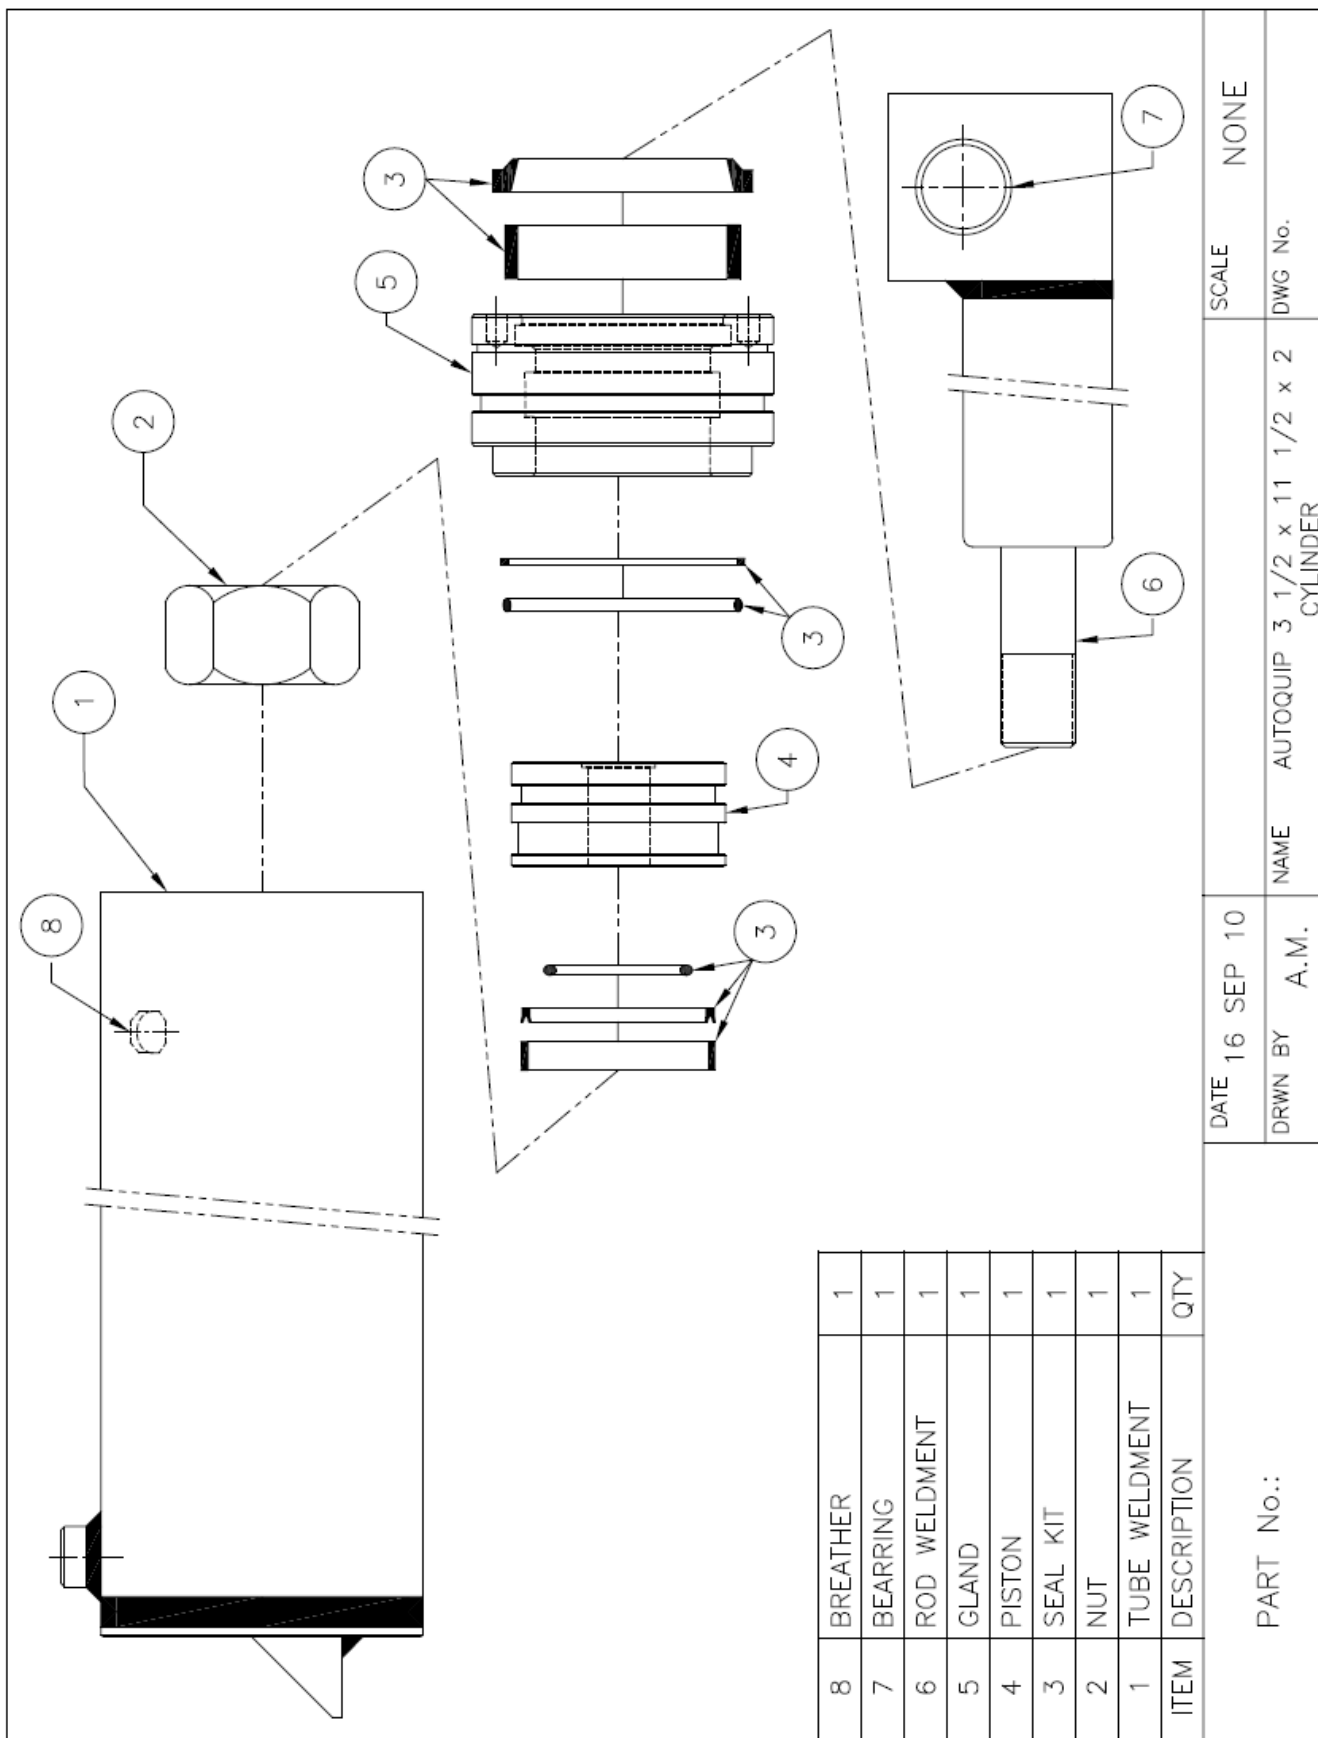 1
8
2
3
5
3
4
3
6
7
8 BREATHER 1
7 BEARRING 1
6 ROD WELDMENT 1
5 GLAND 1
4 PISTON 1
3 SEAL KIT 1
2 NUT 1
1 TUBE WELDMENT 1
ITEM DESCRIPTION QTY
PART No.:
DATE 16 SEP 10
DRWN BY A.M.
NAME AUTOQUIP 3 1/2 x 11 1/2 x 2
CYLINDER
SCALE NONE
DWG No.